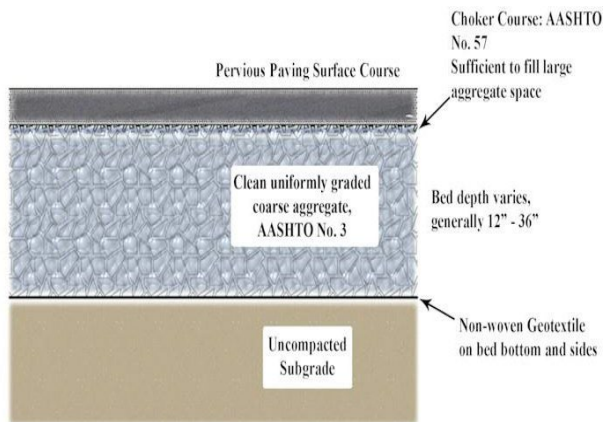 Choker Course: AASHTO
No. 57
Sufficient to fill large
aggregate space
Pervious Paving Surface Course
Clean uniformly graded
coarse aggregate,
AASHTO No. 3
Bed depth varies,
generally 12” - 36”
Non-woven Geotextile
on bed bottom and sides
Uncompacted
Subgrade